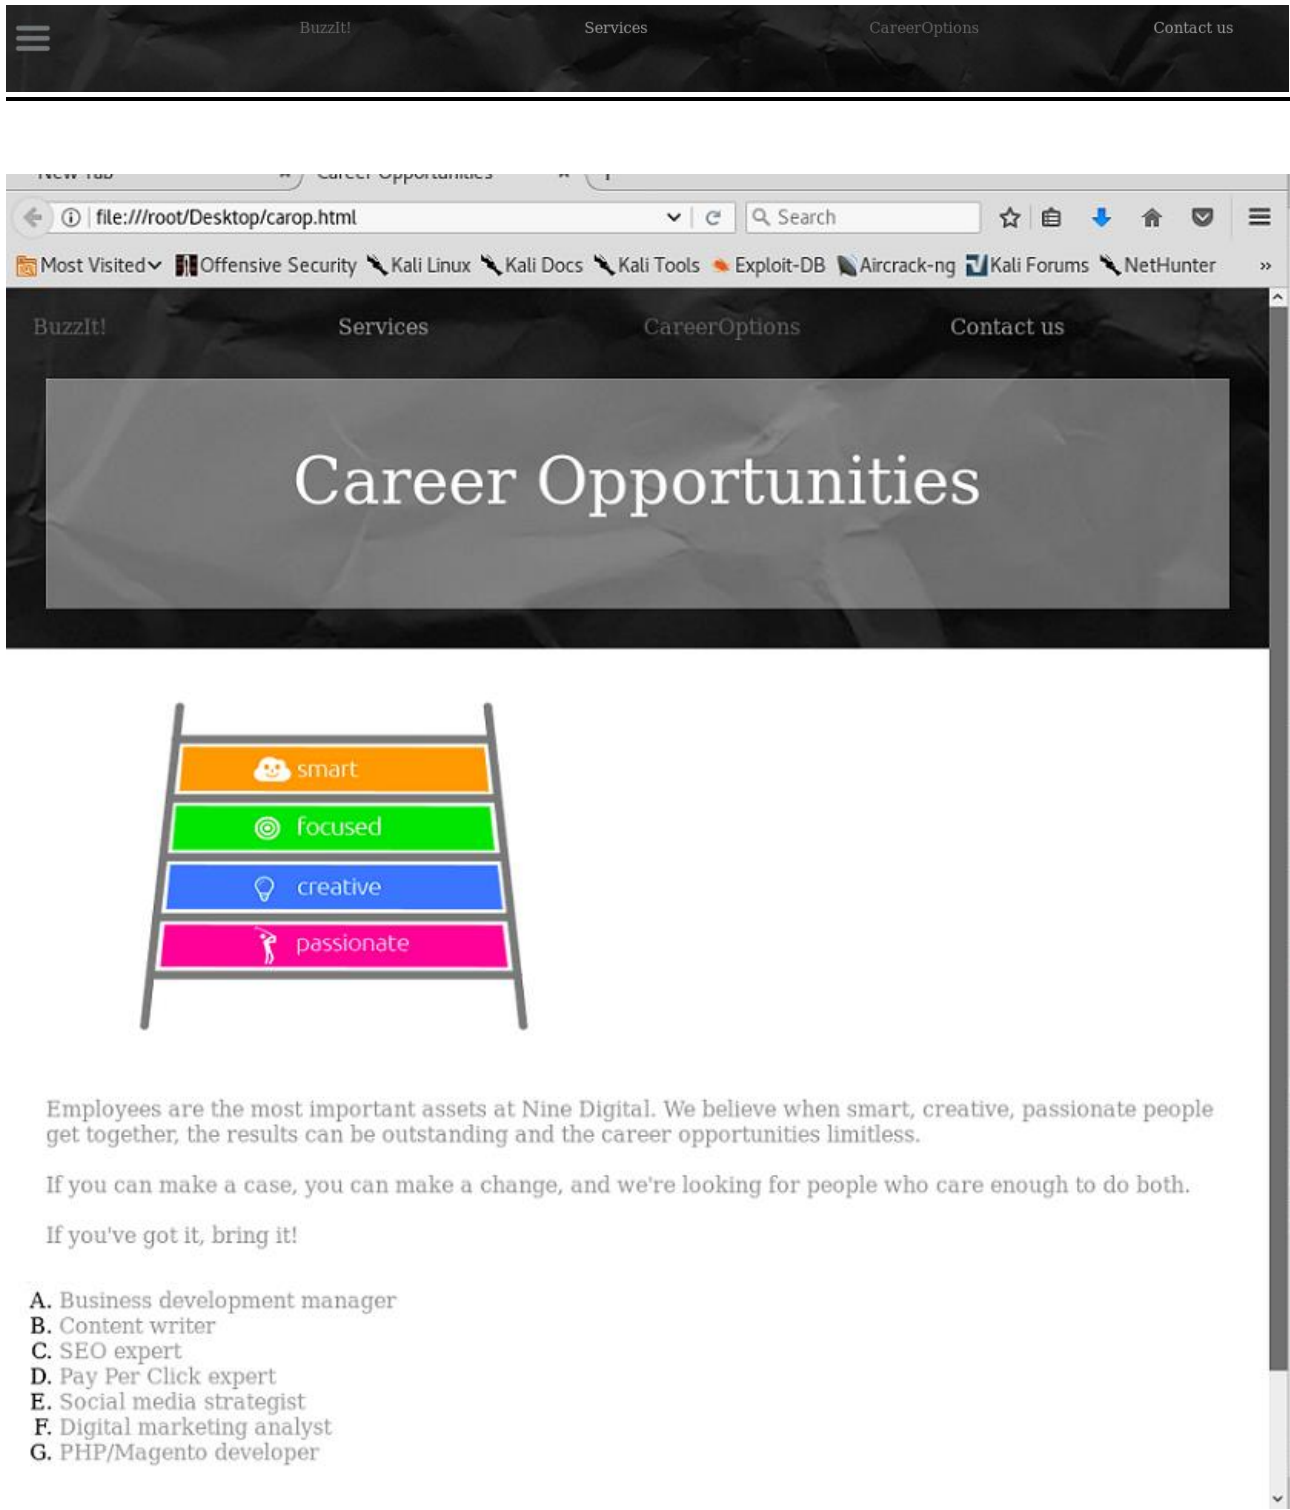 BuzzIt! Services CareerOptions Contact us
New Tab Career Opportunities
file:///root/Desktop/carop.html Search
Most Visited Offensive Security Kali Linux Kali Docs Kali Tools Exploit-DB Aircrack-ng Kali Forums NetHunter »
BuzzIt! Services CareerOptions Contact us
Career Opportunities
smart
focused
creative
passionate
Employees are the most important assets at Nine Digital. We believe when smart, creative, passionate people
get together, the results can be outstanding and the career opportunities limitless.
If you can make a case, you can make a change, and we're looking for people who care enough to do both.
If you've got it, bring it!
A. Business development manager
B. Content writer
C. SEO expert
D. Pay Per Click expert
E. Social media strategist
F. Digital marketing analyst
G. PHP/Magento developer